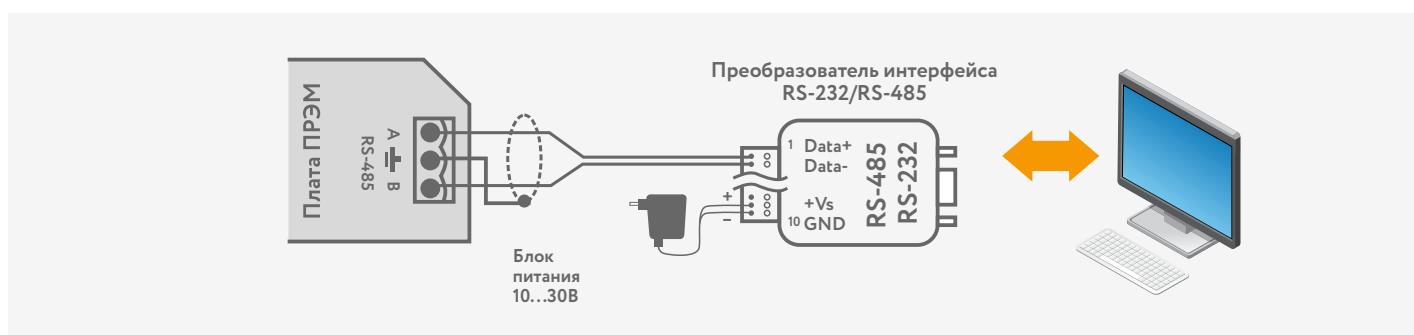 Плата ПРЭМ
RS-485
A
B
Блок
питания
10...30В
Преобразователь интерфейса
RS-232/RS-485
1 Data+
Data-
+
+Vs
–
10 GND
RS-485
RS-232